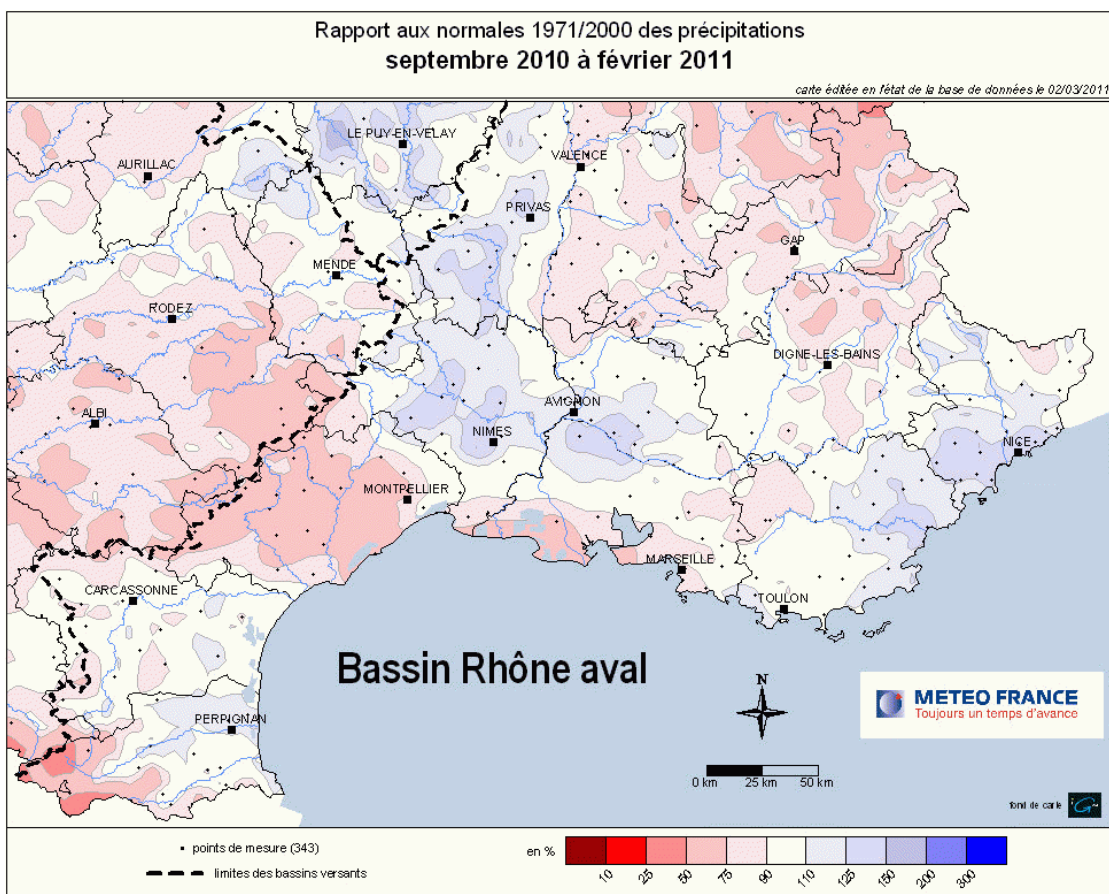 Rapport aux normales 1971/2000 des précipitations
septembre 2010 à février 2011
carte éditée en l'état de la base de données le 02/03/2011
LE PUY-EN-VELAY
AURILLAC
VALENCE
PRIVAS
GAP
MENDE
RODEZ
DIGNE-LES-BAINS
ALBI
AVIGNON
NIMES
NICE
MONTPELLIER
MARSEILLE
CARCASSONNE
TOULON
Bassin Rhône aval
N
METEO FRANCE
Toujours un temps d'avance
PERPIGNAN
0 km 25 km 50 km
fond de carte
points de mesure (343)
en %
limites des bassins versants
10 25 50 75 90 110 125 150 200 300